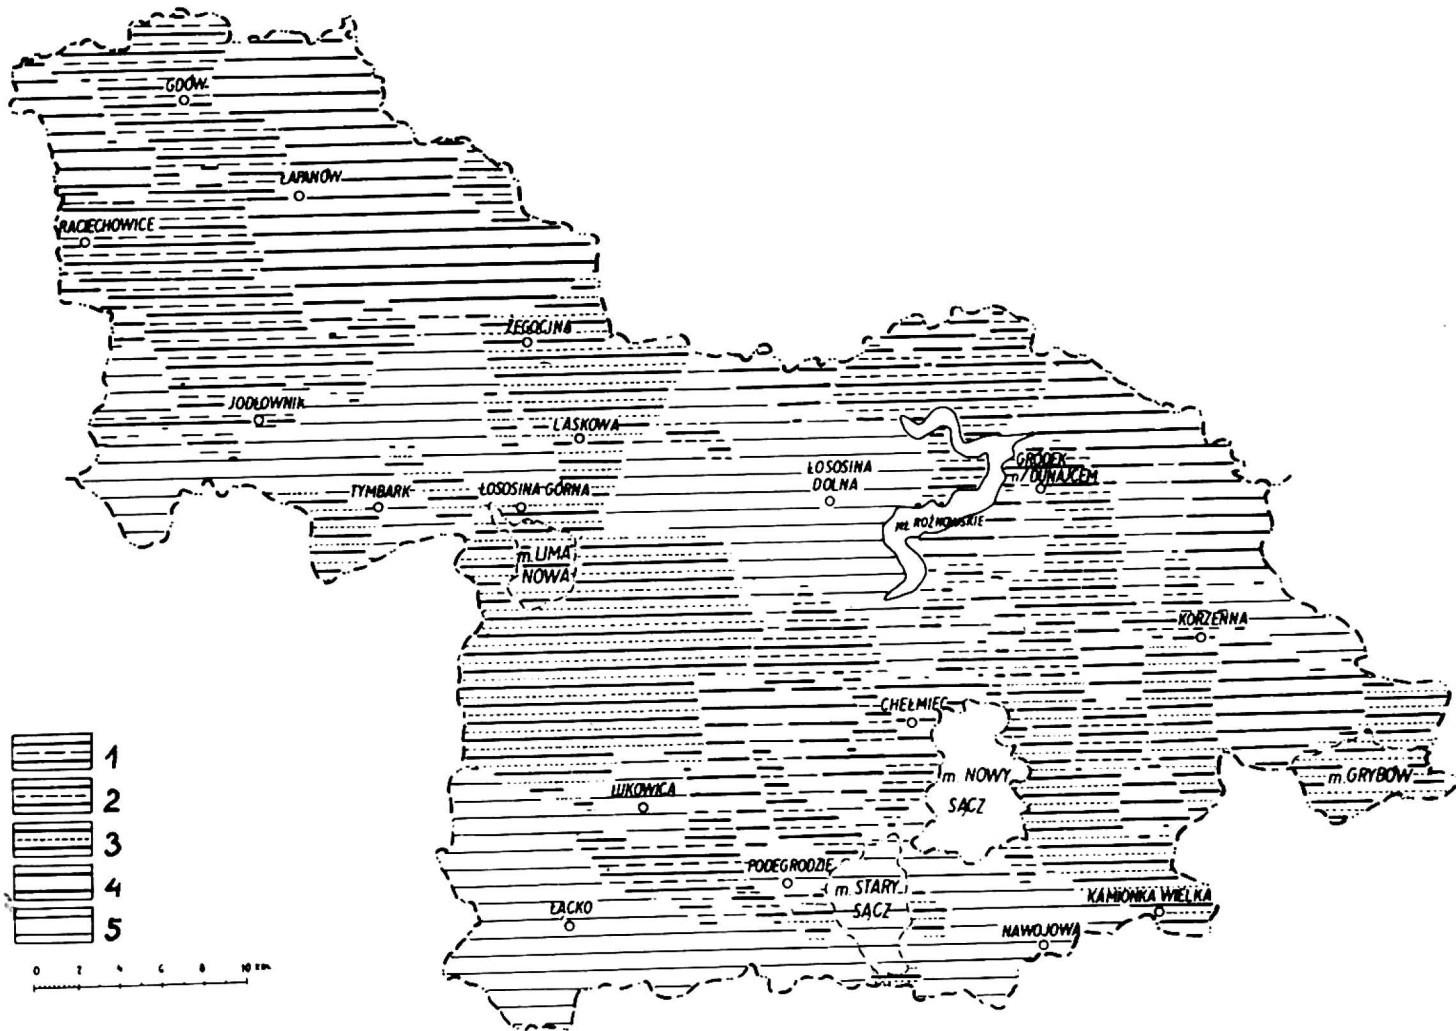 GDÓW
ŁAPANÓW
RACIECHOWICE
ŻEGOCINA
JODŁOWNIK
LASKOWA
ŁOSOSINA
DOLNA
GRÓDEK
n/DUNAJCEM
TYMBARK
ŁOSOSINA GÓRNA
ROŻNOWSKIE
m. LIMA
NOWA
KORZENNA
CHEŁMIEC
m. NOWY
SĄCZ
m. GRYBÓW
ŁUKOWICA
PODEGRODZIE
m. STARY
SĄCZ
KAMIONKA WIELKA
ŁĄCKO
NAWOJOWA
1
2
3
4
5
0 2 4 6 8 10 km